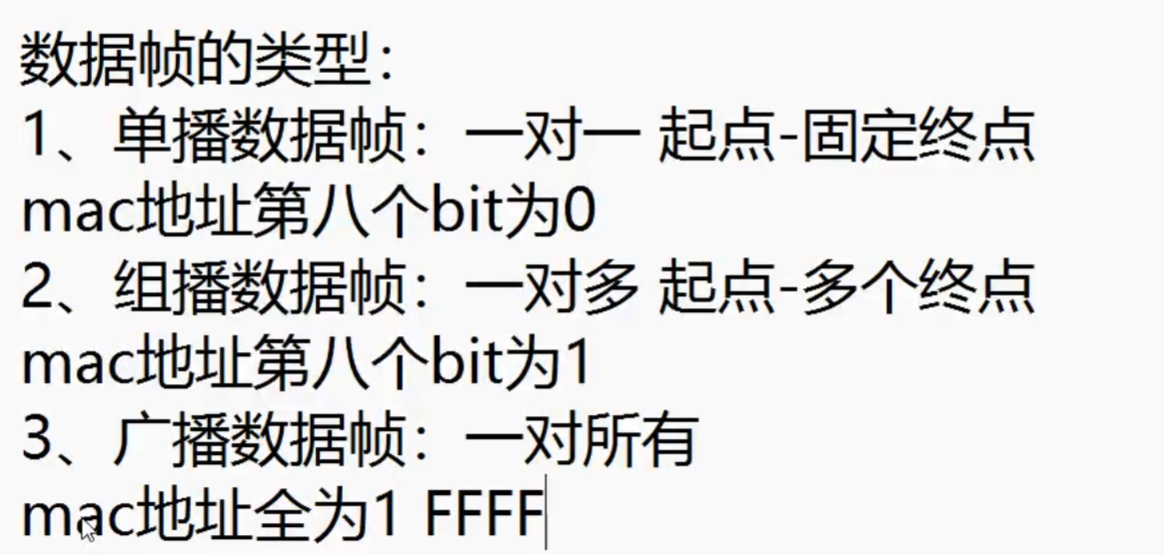 数据帧的类型：
1、单播数据帧：一对一 起点-固定终点
mac地址第八个bit为0
2、组播数据帧：一对多 起点-多个终点
mac地址第八个bit为1
3、广播数据帧：一对所有
mac地址全为1 FFFF